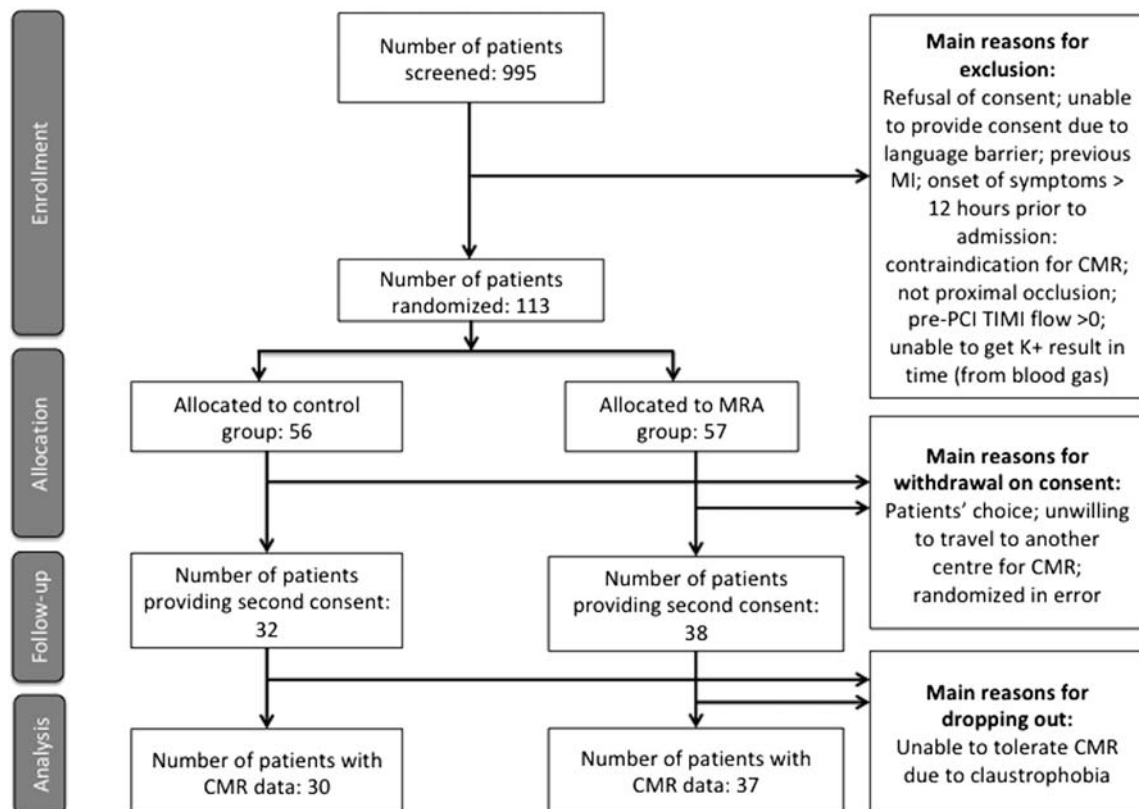 Enrollment
Number of patients
screened: 995
Main reasons for
exclusion:
Refusal of consent; unable
to provide consent due to
language barrier; previous
MI; onset of symptoms >
12 hours prior to
admission:
contraindication for CMR;
not proximal occlusion;
pre-PCI TIMI flow >0;
unable to get K+ result in
time (from blood gas)
Number of patients
randomized: 113
Allocation
Allocated to control
group: 56
Allocated to MRA
group: 57
Main reasons for
withdrawal on consent:
Patients’ choice; unwilling
to travel to another
centre for CMR;
randomized in error
Follow-up
Number of patients
providing second consent:
32
Number of patients
providing second consent:
38
Main reasons for
dropping out:
Unable to tolerate CMR
due to claustrophobia
Analysis
Number of patients with
CMR data: 30
Number of patients with
CMR data: 37